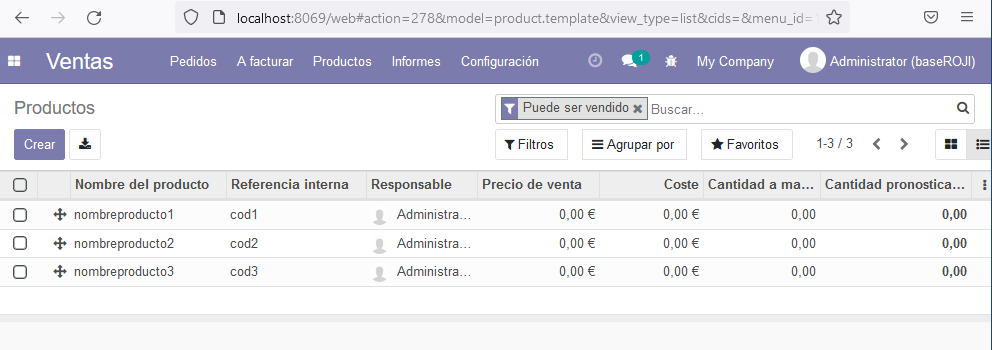 localhost:8069/web#action=278&model=product.template&view_type=list&cids=&menu_id=
Ventas Pedidos A facturar Productos Informes Configuración 1 My Company Administrator (baseROJI)
Productos Puede ser vendido Buscar...
Crear Filtros Agrupar por Favoritos 1-3 / 3
Nombre del producto Referencia interna Responsable Precio de venta Coste Cantidad a ma... Cantidad pronostica...
nombreproducto1 cod1 Administra... 0,00 € 0,00 € 0,00 0,00
nombreproducto2 cod2 Administra... 0,00 € 0,00 € 0,00 0,00
nombreproducto3 cod3 Administra... 0,00 € 0,00 € 0,00 0,00